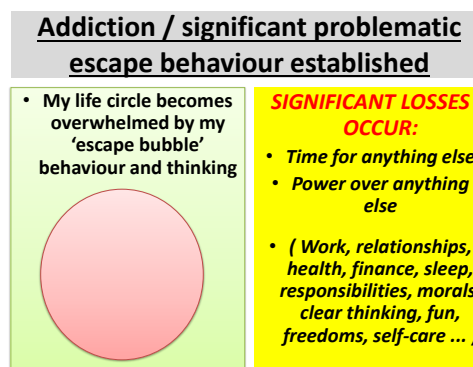 Addiction / significant problematic
escape behaviour established
• My life circle becomes
overwhelmed by my
‘escape bubble’
behaviour and thinking
SIGNIFICANT LOSSES
OCCUR:
• Time for anything else
• Power over anything
else
• ( Work, relationships,
health, finance, sleep,
responsibilities, morals
clear thinking, fun,
freedoms, self-care ...